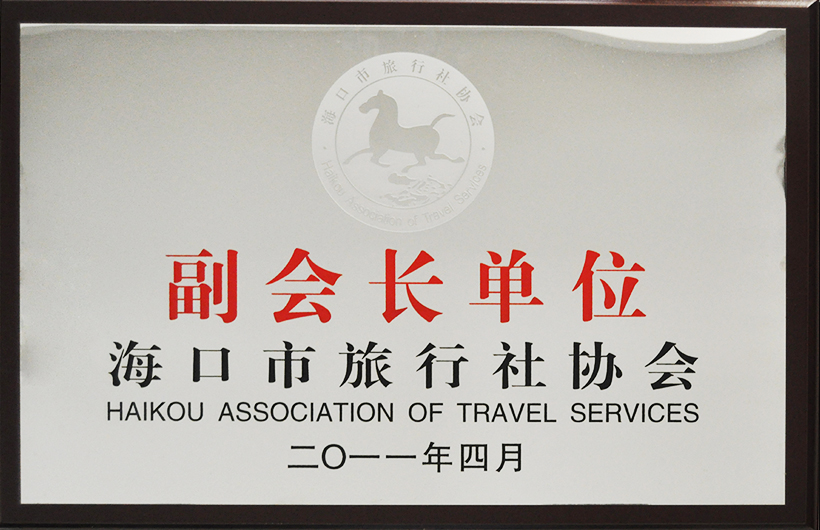 海口市旅行社协会
Haikou Association of Travel Services
副会长单位
海口市旅行社协会
HAIKOU ASSOCIATION OF TRAVEL SERVICES
二〇一一年四月